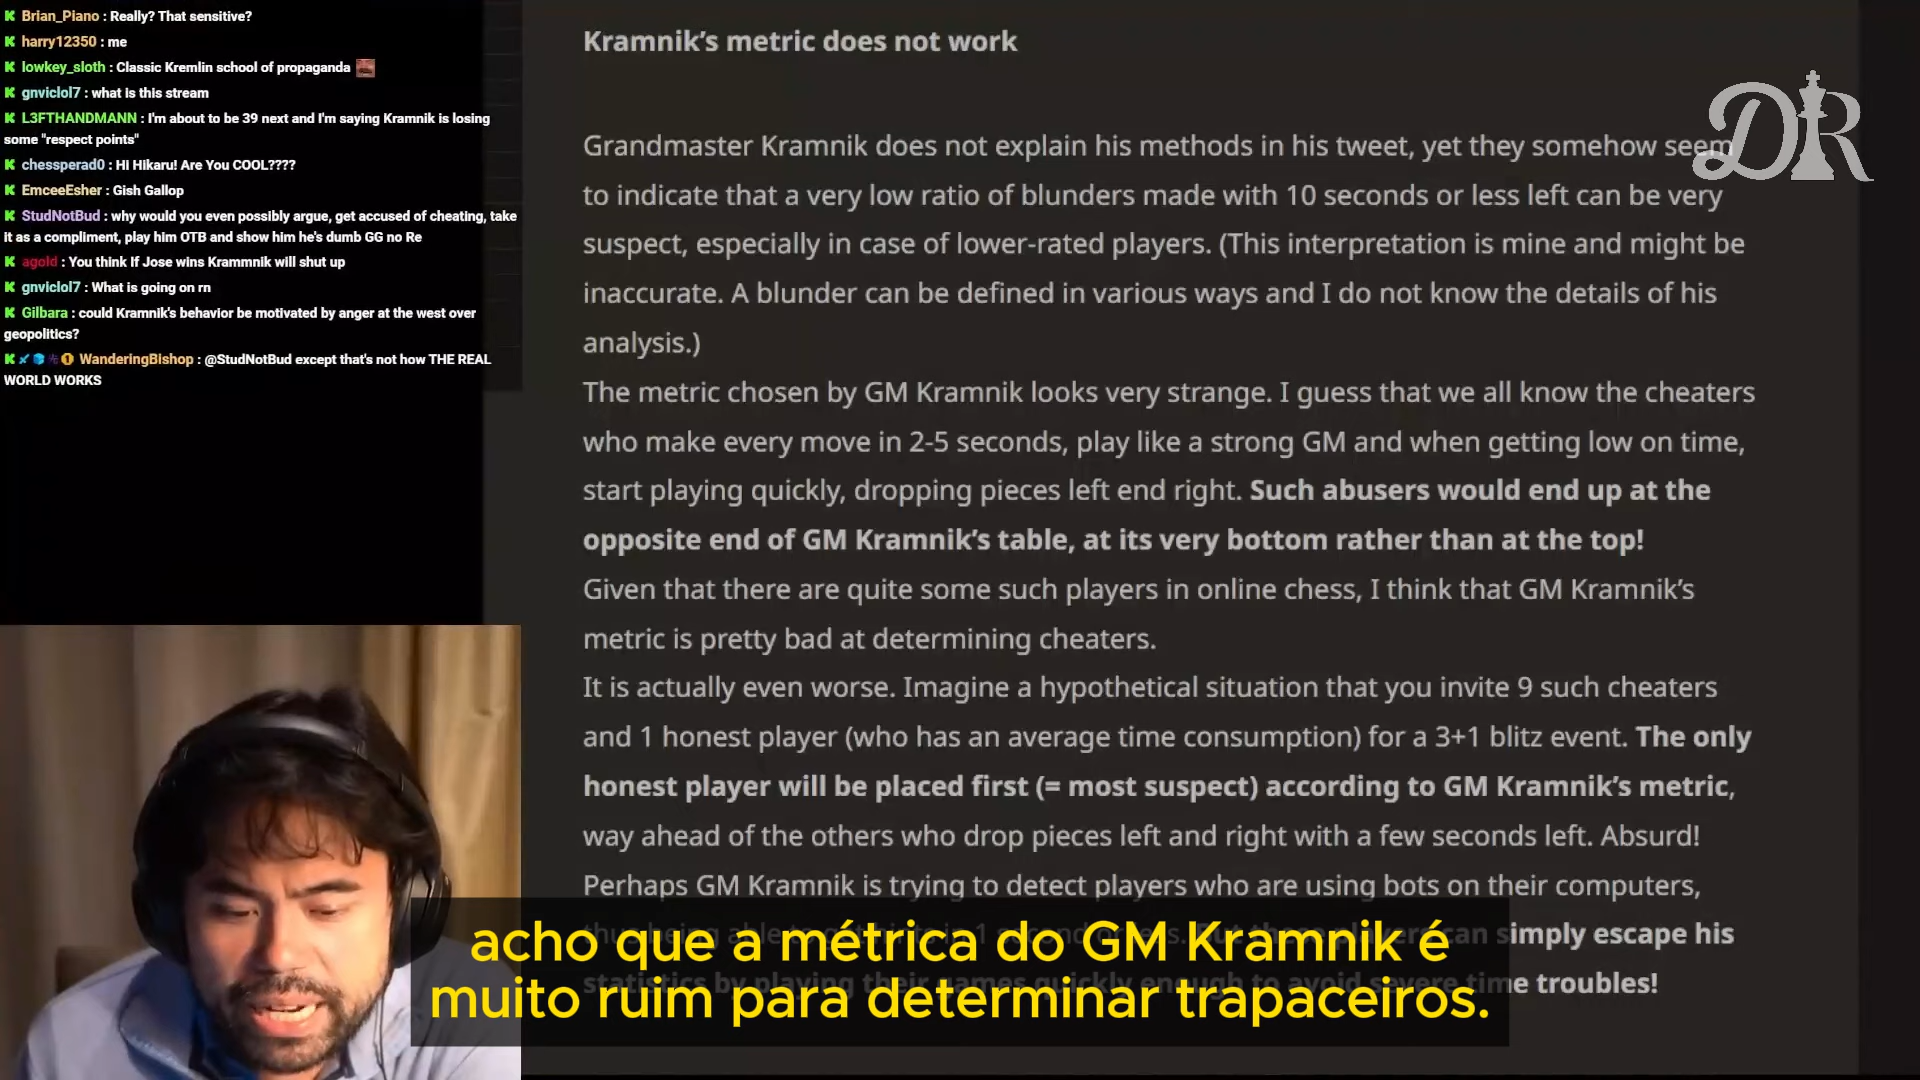 Brian_Piano : Really? That sensitive?
harry12350 : me
lowkey_sloth : Classic Kremlin school of propaganda
gnviclol7 : what is this stream
L3FTHANDMANN : I'm about to be 39 next and I'm saying Kramnik is losing
some "respect points"
chessperad0 : Hi Hikaru! Are You COOL????
EmceeEsher : Gish Gallop
StudNotBud : why would you even possibly argue, get accused of cheating, take
it as a compliment, play him OTB and show him he's dumb GG no Re
agold : You think If Jose wins Krammnik will shut up
gnviclol7 : What is going on rn
Gilbara : could Kramnik's behavior be motivated by anger at the west over
geopolitics?
WanderingBishop : @StudNotBud except that's not how THE REAL
WORLD WORKS
Kramnik's metric does not work
DR
Grandmaster Kramnik does not explain his methods in his tweet, yet they somehow seem
to indicate that a very low ratio of blunders made with 10 seconds or less left can be very
suspect, especially in case of lower-rated players. (This interpretation is mine and might be
inaccurate. A blunder can be defined in various ways and I do not know the details of his
analysis.)
The metric chosen by GM Kramnik looks very strange. I guess that we all know the cheaters
who make every move in 2-5 seconds, play like a strong GM and when getting low on time,
start playing quickly, dropping pieces left end right. Such abusers would end up at the
opposite end of GM Kramnik's table, at its very bottom rather than at the top!
Given that there are quite some such players in online chess, I think that GM Kramnik's
metric is pretty bad at determining cheaters.
It is actually even worse. Imagine a hypothetical situation that you invite 9 such cheaters
and 1 honest player (who has an average time consumption) for a 3+1 blitz event. The only
honest player will be placed first (= most suspect) according to GM Kramnik's metric,
way ahead of the others who drop pieces left and right with a few seconds left. Absurd!
Perhaps GM Kramnik is trying to detect players who are using bots on their computers,
can simply escape his
statistics by playing their games quickly enough to avoid severe time troubles!
acho que a métrica do GM Kramnik é
muito ruim para determinar trapaceiros.